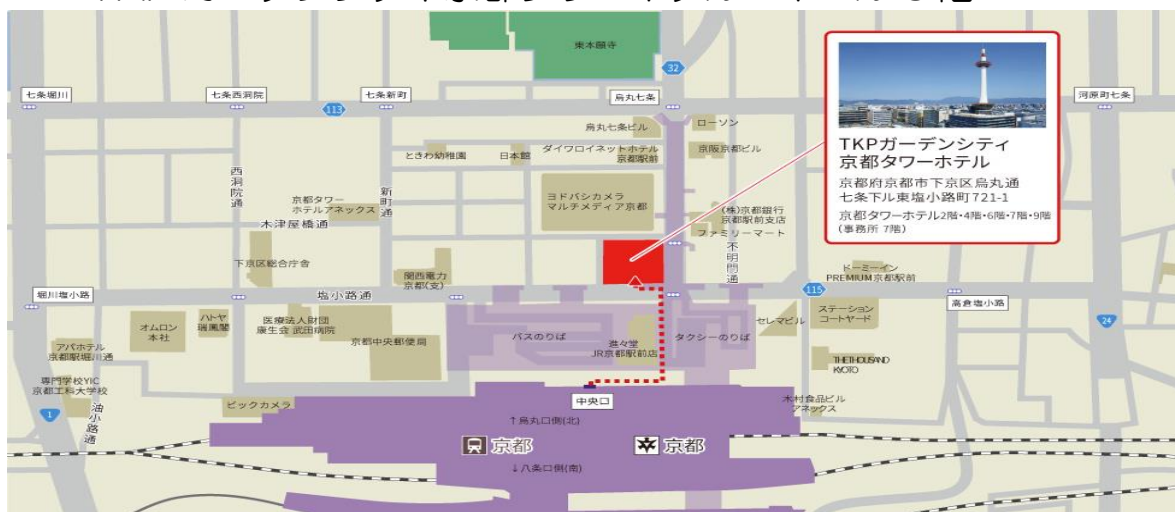 東本願寺
32
七条堀川
七条西洞院
七条新町
烏丸七条
河原町七条
113
烏丸七条ビル
ローソン
ときわ幼稚園
日本館
ダイワロイネットホテル
京都駅前
京阪京都ビル
TKPガーデンシティ
京都タワーホテル
京都府京都市下京区烏丸通
七条下ル東塩小路町721-1
京都タワーホテル2階・4階・6階・7階・9階
(事務所 7階)
西洞院通
新町通
京都タワー
ホテルアネックス
木津屋橋通
ヨドバシカメラ
マルチメディア京都
(株)京都銀行
京都駅前支店
ファミリーマート
不明門通
下京区総合庁舎
関西電力
京都(支)
ドーミーイン
PREMIUM京都駅前
堀川塩小路
塩小路通
115
高倉塩小路
オムロン
本社
ハトヤ
瑞鳳閣
医療法人財団
康生会 武田病院
京都中央郵便局
バスのりば
進々堂
JR京都駅前店
タクシーのりば
セレマビル
ステーション
コートヤード
24
アパホテル
京都駅堀川通
THE THOUSAND
KYOTO
専門学校YIC
京都工科大学校
1
油小路通
ビックカメラ
中央口
木村食品ビル
アネックス
↑烏丸口側(北)
京都
京都
↓八条口側(南)